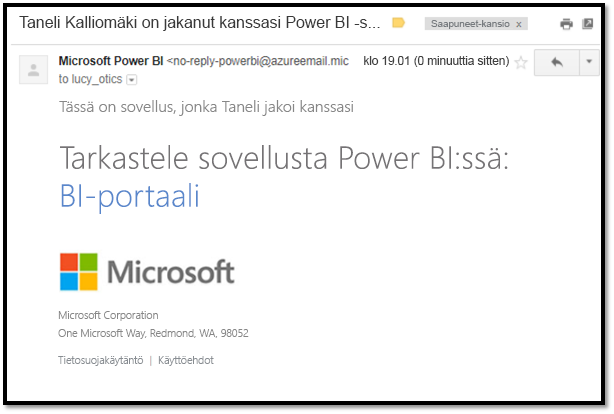 Taneli Kalliomäki on jakanut kanssasi Power BI -s...
Saapuneet-kansio x
Microsoft Power BI <no-reply-powerbi@azureemail.mic klo 19.01 (0 minuuttia sitten)
to lucy_otics
Tässä on sovellus, jonka Taneli jakoi kanssasi
Tarkastele sovellusta Power BI:ssä:
BI-portaali
Microsoft
Microsoft Corporation
One Microsoft Way, Redmond, WA, 98052
Tietosuojakäytäntö | Käyttöehdot